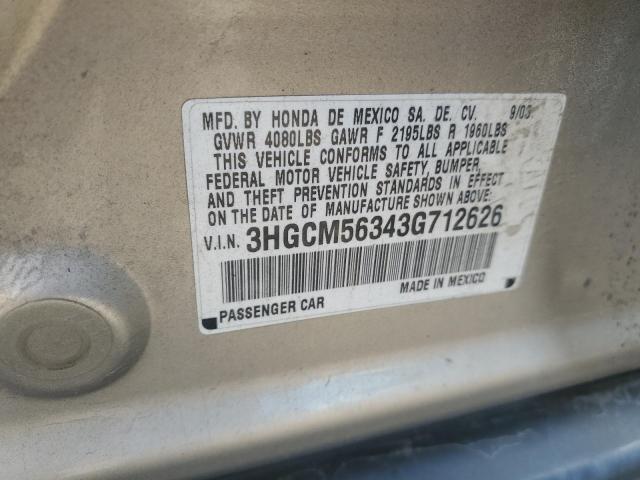 MFD. BY HONDA DE MEXICO SA. DE. CV. 9/03
GVWR 4080LBS GAWR F 2195LBS R 1960LBS
THIS VEHICLE CONFORMS TO ALL APPLICABLE
FEDERAL MOTOR VEHICLE SAFETY, BUMPER,
AND THEFT PREVENTION STANDARDS IN EFFECT
ON THE DATE OF MANUFACTURE SHOWN ABOVE.
V.I.N. 3HGCM56343G712626
PASSENGER CAR MADE IN MEXICO